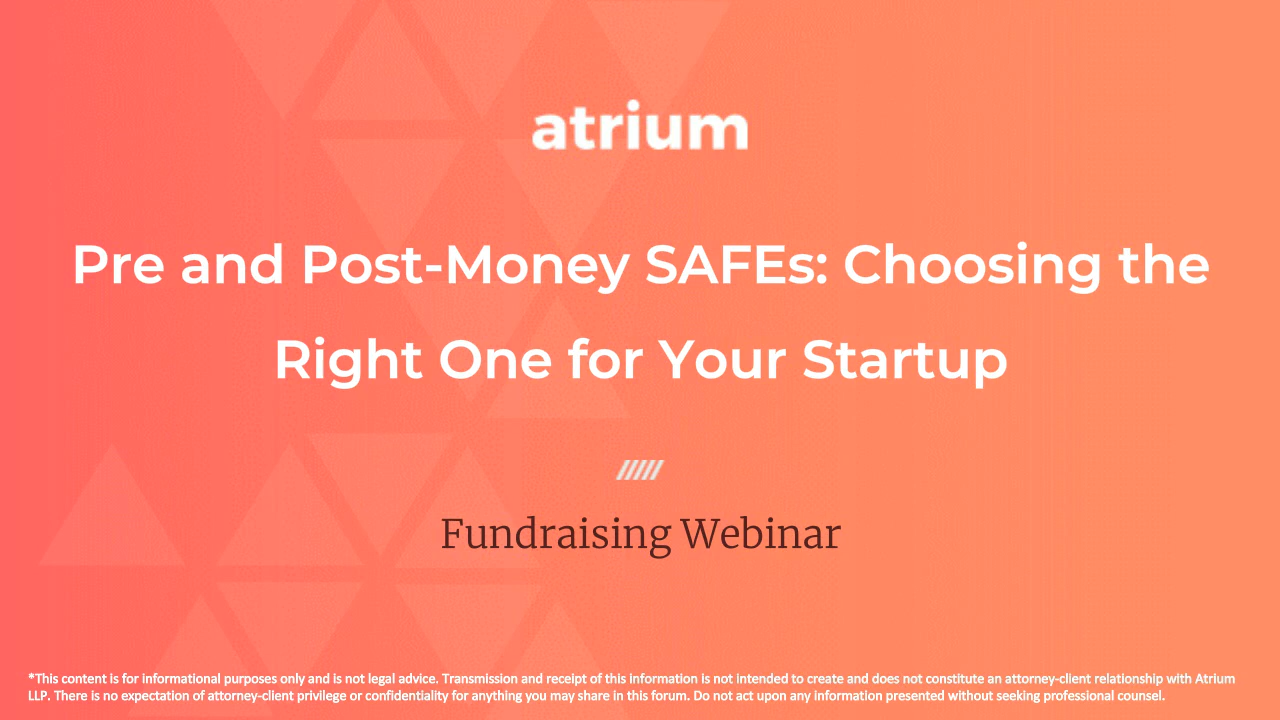 atrium
Pre and Post-Money SAFEs: Choosing the
Right One for Your Startup
Fundraising Webinar
*This content is for informational purposes only and is not legal advice. Transmission and receipt of this information is not intended to create and does not constitute an attorney-client relationship with Atrium
LLP. There is no expectation of attorney-client privilege or confidentiality for anything you may share in this forum. Do not act upon any information presented without seeking professional counsel.